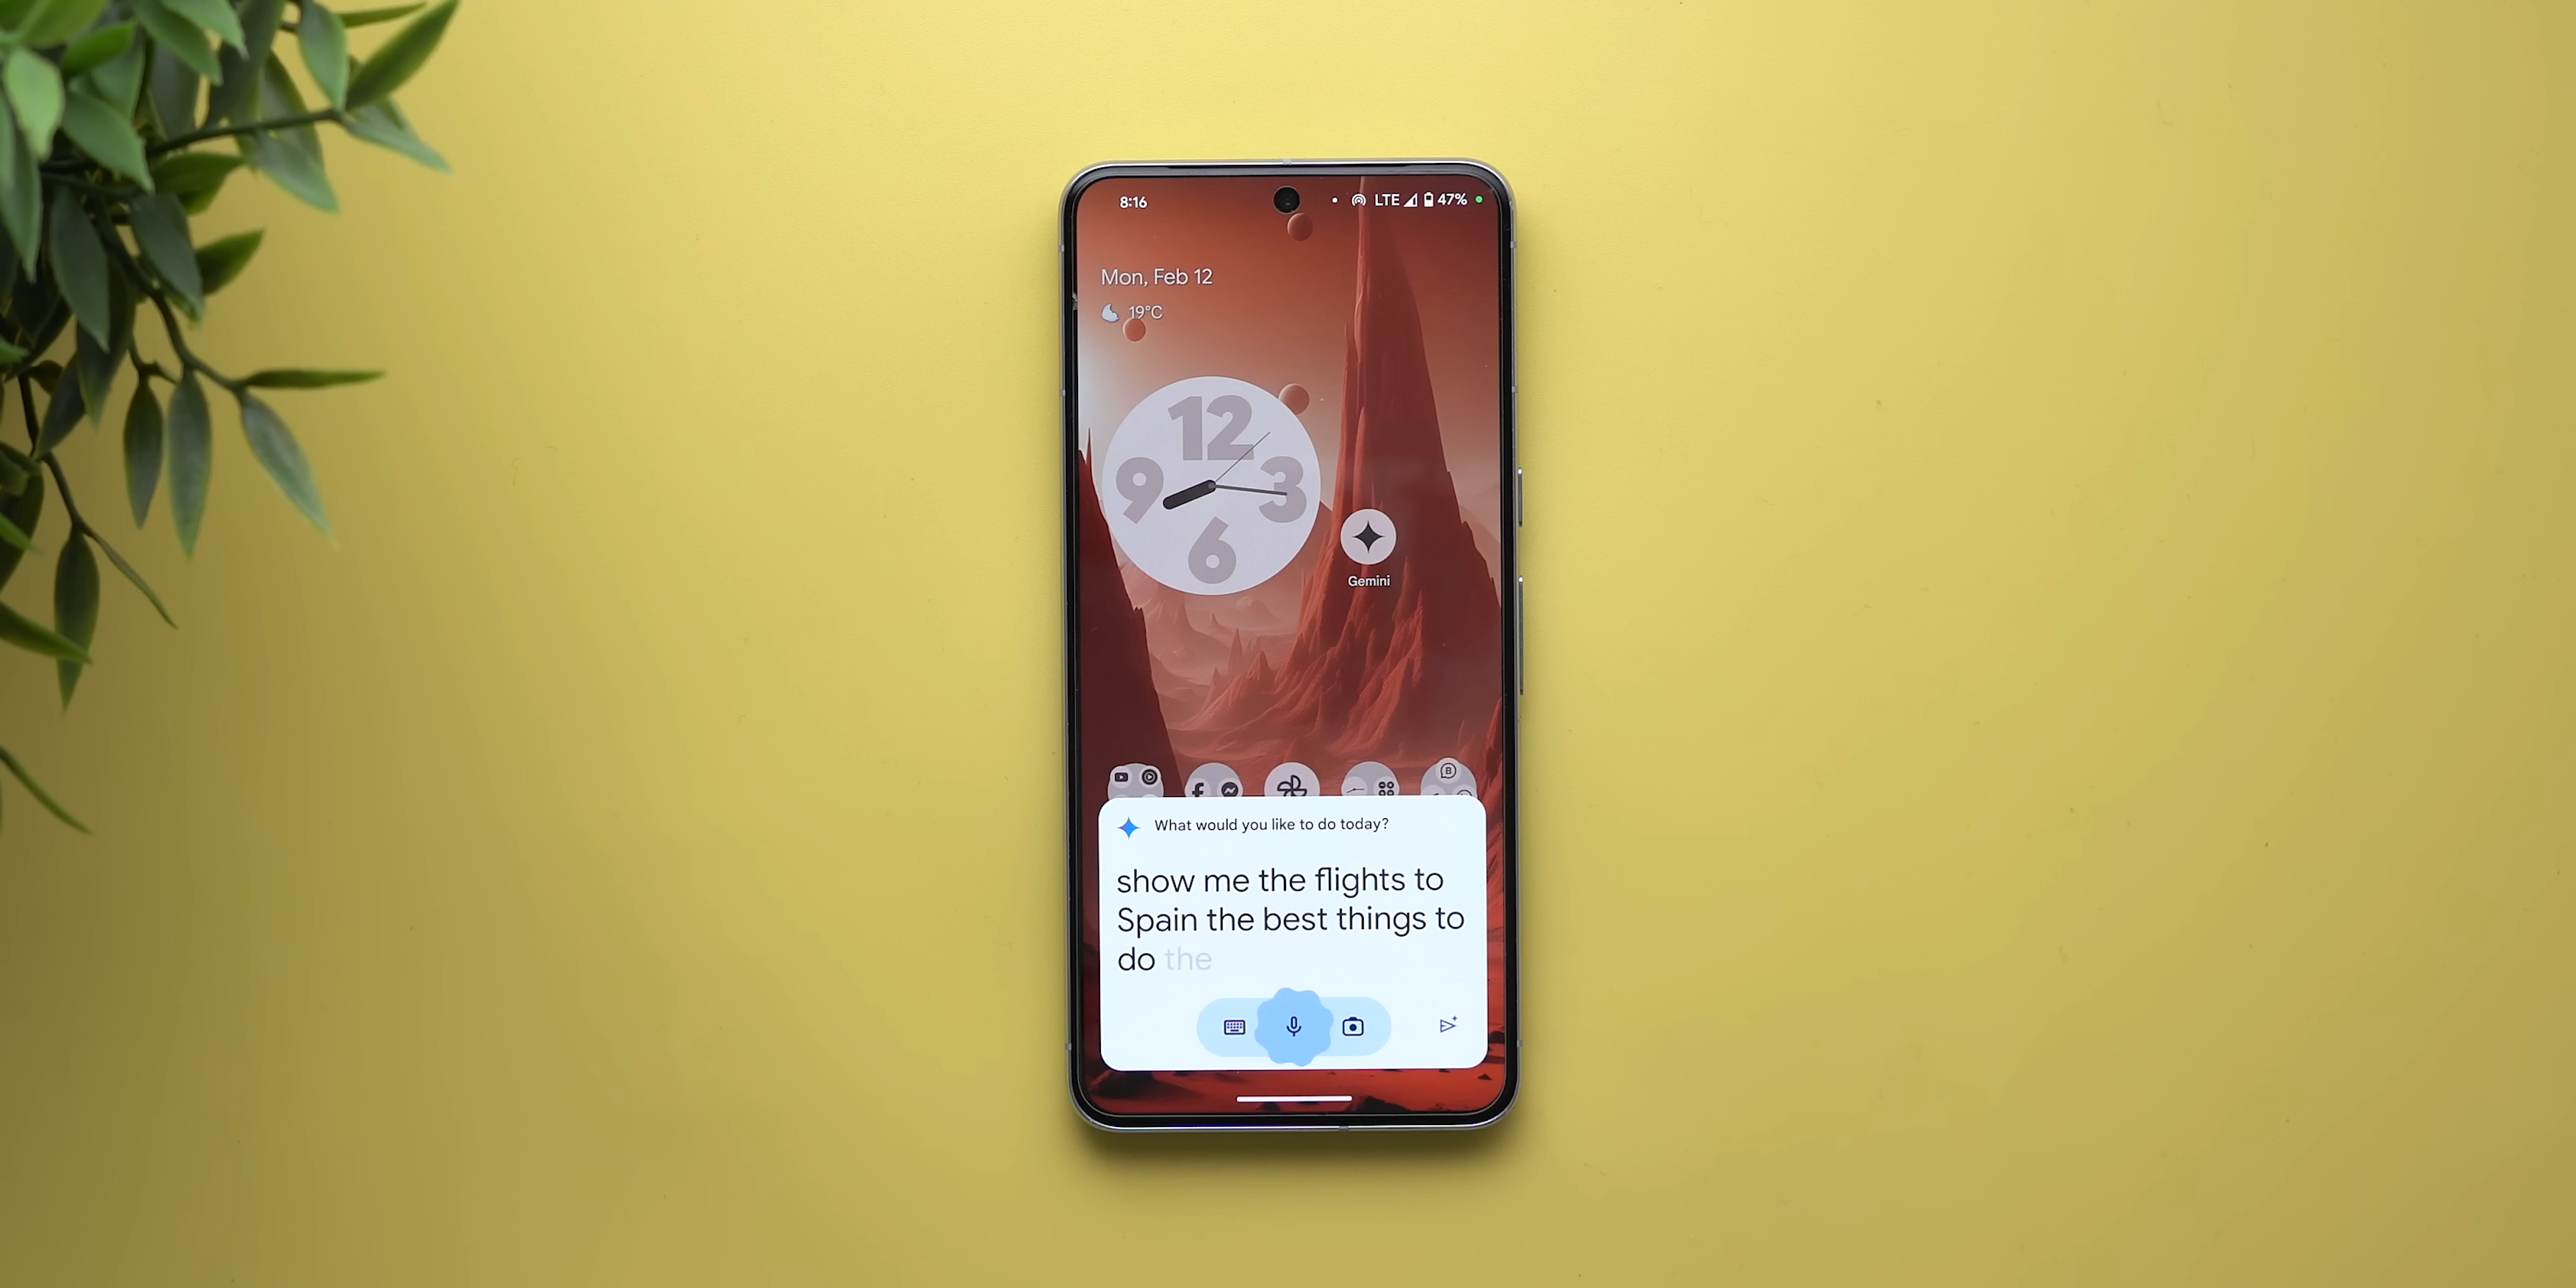 8:16
LTE 47%
Mon, Feb 12
19°C
12
9 3
6
Gemini
What would you like to do today?
show me the flights to
Spain the best things to
do the